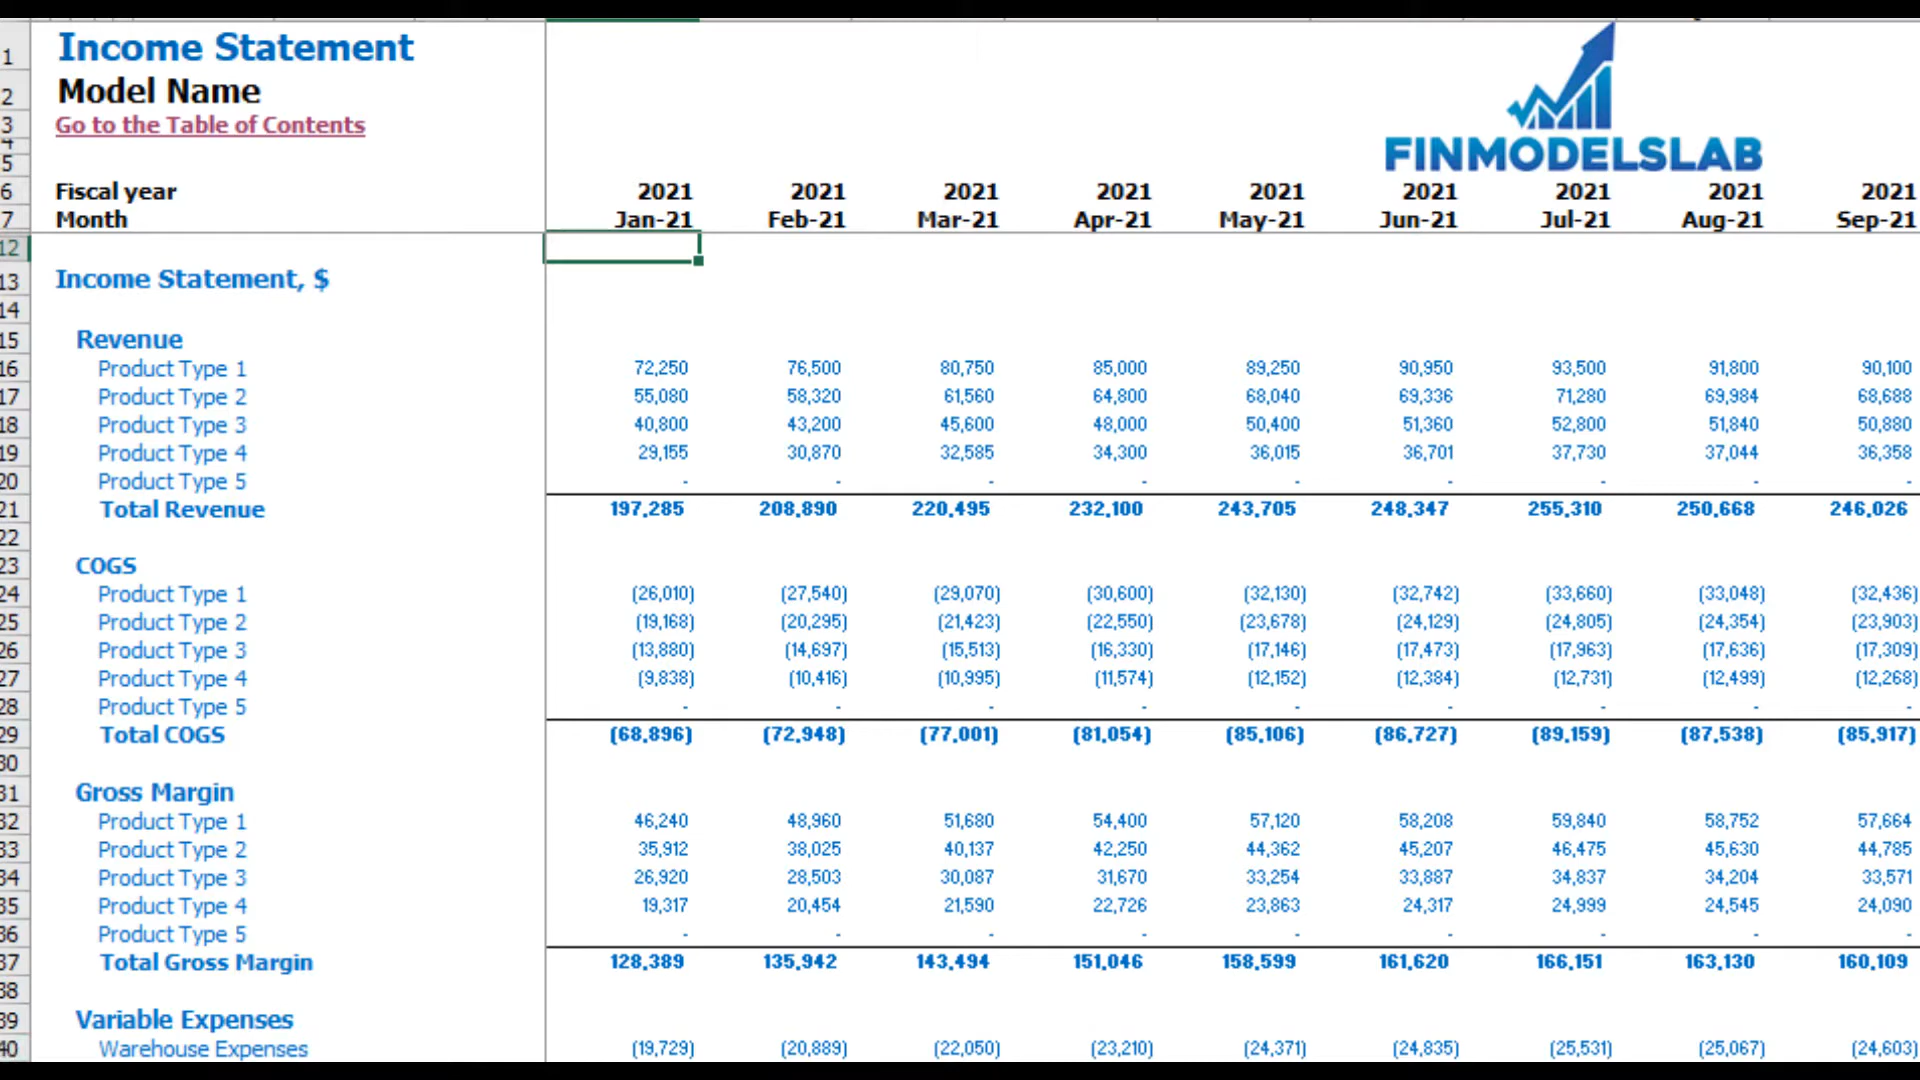 1 Income Statement
2 Model Name
3 Go to the Table of Contents
4
5
FINMODELSLAB
6 Fiscal year 2021 2021 2021 2021 2021 2021 2021 2021 2021
7 Month Jan-21 Feb-21 Mar-21 Apr-21 May-21 Jun-21 Jul-21 Aug-21 Sep-21
12
13 Income Statement, $
14
15 Revenue
16 Product Type 1 72,250 76,500 80,750 85,000 89,250 90,950 93,500 91,800 90,100
17 Product Type 2 55,080 58,320 61,560 64,800 68,040 69,336 71,280 69,984 68,688
18 Product Type 3 40,800 43,200 45,600 48,000 50,400 51,360 52,800 51,840 50,880
19 Product Type 4 29,155 30,870 32,585 34,300 36,015 36,701 37,730 37,044 36,358
20 Product Type 5 - - - - - - - - -
21 Total Revenue 197,285 208,890 220,495 232,100 243,705 248,347 255,310 250,668 246,026
22
23 COGS
24 Product Type 1 (26,010) (27,540) (29,070) (30,600) (32,130) (32,742) (33,660) (33,048) (32,436)
25 Product Type 2 (19,168) (20,295) (21,423) (22,550) (23,678) (24,129) (24,805) (24,354) (23,903)
26 Product Type 3 (13,880) (14,697) (15,513) (16,330) (17,146) (17,473) (17,963) (17,636) (17,309)
27 Product Type 4 (9,838) (10,416) (10,995) (11,574) (12,152) (12,384) (12,731) (12,499) (12,268)
28 Product Type 5 - - - - - - - - -
29 Total COGS (68,896) (72,948) (77,001) (81,054) (85,106) (86,727) (89,159) (87,538) (85,917)
30
31 Gross Margin
32 Product Type 1 46,240 48,960 51,680 54,400 57,120 58,208 59,840 58,752 57,664
33 Product Type 2 35,912 38,025 40,137 42,250 44,362 45,207 46,475 45,630 44,785
34 Product Type 3 26,920 28,503 30,087 31,670 33,254 33,887 34,837 34,204 33,571
35 Product Type 4 19,317 20,454 21,590 22,726 23,863 24,317 24,999 24,545 24,090
36 Product Type 5 - - - - - - - - -
37 Total Gross Margin 128,389 135,942 143,494 151,046 158,599 161,620 166,151 163,130 160,109
38
39 Variable Expenses
40 Warehouse Expenses (19,729) (20,889) (22,050) (23,210) (24,371) (24,835) (25,531) (25,067) (24,603)